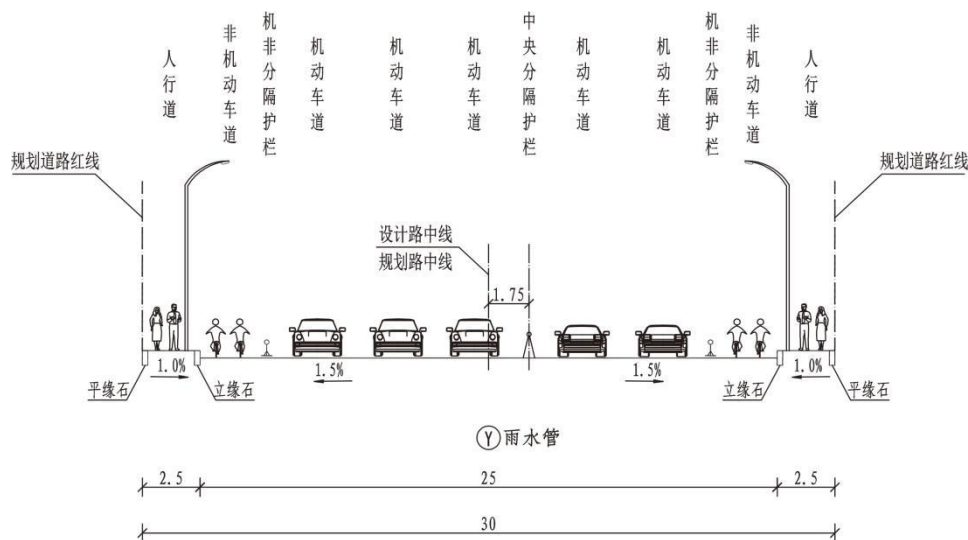 人行道
非机动车道
机非分隔护栏
机动车道
机动车道
机动车道
中央分隔护栏
机动车道
机动车道
机非分隔护栏
非机动车道
人行道
规划道路红线
规划道路红线
设计路中线
规划路中线
1.75
1.0%
1.5%
1.5%
1.0%
平缘石
立缘石
立缘石
平缘石
Y 雨水管
2.5
25
2.5
30